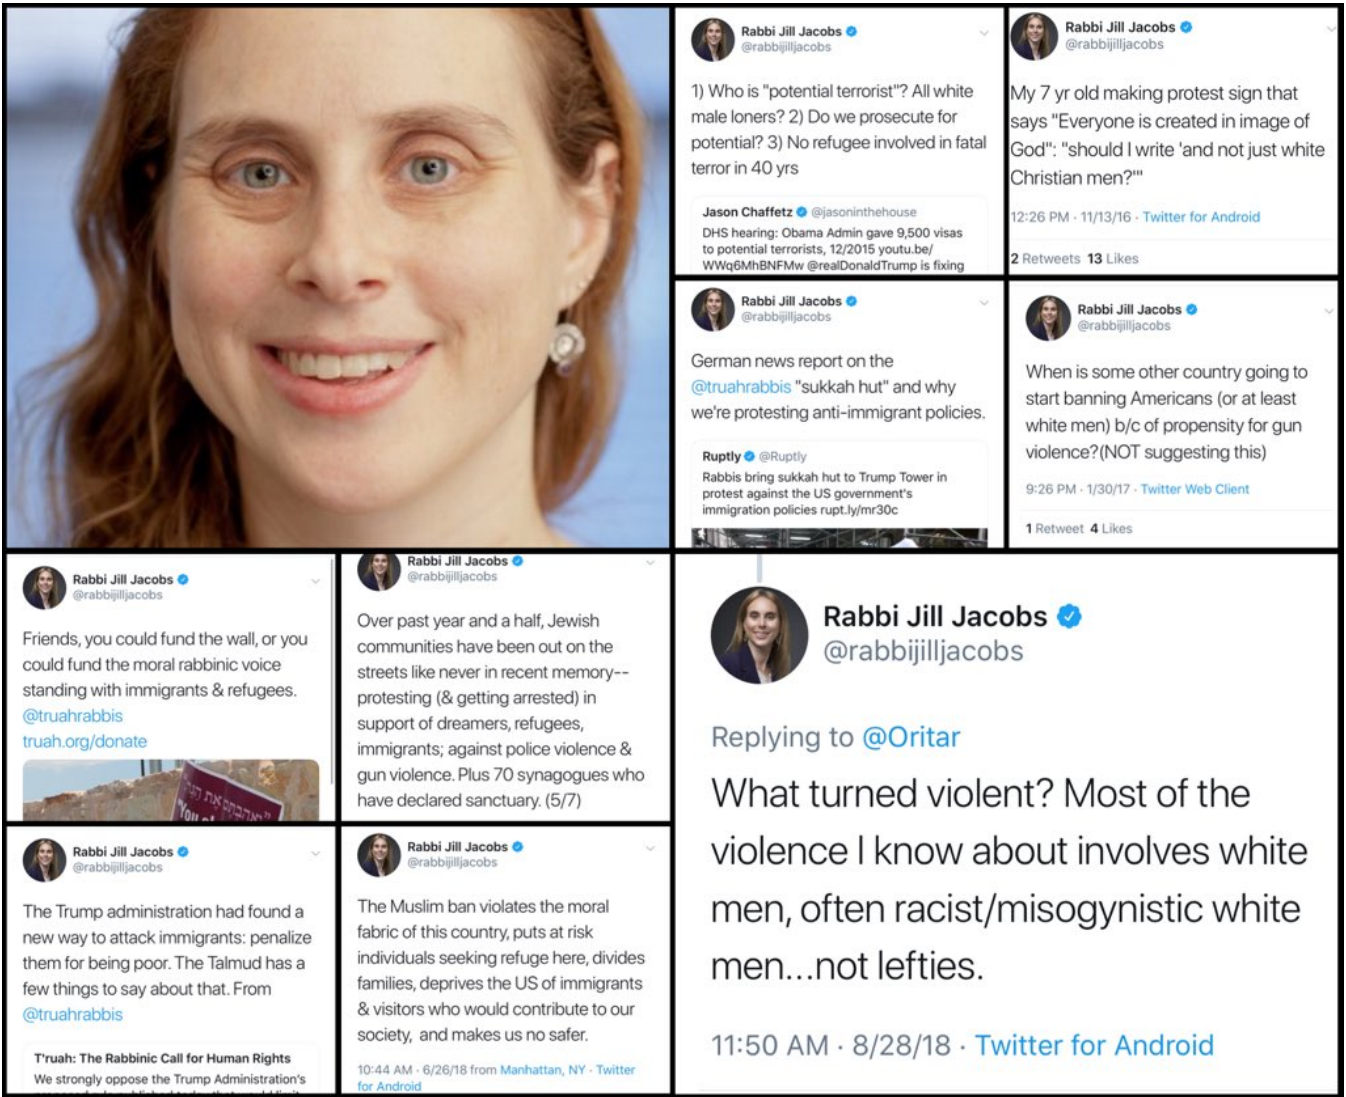 Rabbi Jill Jacobs
@rabbijilljacobs
1) Who is "potential terrorist"? All white
male loners? 2) Do we prosecute for
potential? 3) No refugee involved in fatal
terror in 40 yrs
Jason Chaffetz @jasoninthehouse
DHS hearing: Obama Admin gave 9,500 visas
to potential terrorists, 12/2015 youtu.be/
WWq6MhBNFMw @realDonaldTrump is fixing
Rabbi Jill Jacobs
@rabbijilljacobs
My 7 yr old making protest sign that
says "Everyone is created in image of
God": "should I write 'and not just white
Christian men?'"
12:26 PM · 11/13/16 · Twitter for Android
2 Retweets 13 Likes
Rabbi Jill Jacobs
@rabbijilljacobs
German news report on the
@truahrabbis "sukkah hut" and why
we're protesting anti-immigrant policies.
Ruptly @Ruptly
Rabbis bring sukkah hut to Trump Tower in
protest against the US government's
immigration policies rupt.ly/mr30c
Rabbi Jill Jacobs
@rabbijilljacobs
When is some other country going to
start banning Americans (or at least
white men) b/c of propensity for gun
violence?(NOT suggesting this)
9:26 PM · 1/30/17 · Twitter Web Client
1 Retweet 4 Likes
Rabbi Jill Jacobs
@rabbijilljacobs
Friends, you could fund the wall, or you
could fund the moral rabbinic voice
standing with immigrants & refugees.
@truahrabbis
truah.org/donate
"ואהבתם את הגר"
"You
Rabbi Jill Jacobs
@rabbijilljacobs
Over past year and a half, Jewish
communities have been out on the
streets like never in recent memory--
protesting (& getting arrested) in
support of dreamers, refugees,
immigrants; against police violence &
gun violence. Plus 70 synagogues who
have declared sanctuary. (5/7)
Rabbi Jill Jacobs
@rabbijilljacobs
The Trump administration had found a
new way to attack immigrants: penalize
them for being poor. The Talmud has a
few things to say about that. From
@truahrabbis
T'ruah: The Rabbinic Call for Human Rights
We strongly oppose the Trump Administration's
Rabbi Jill Jacobs
@rabbijilljacobs
The Muslim ban violates the moral
fabric of this country, puts at risk
individuals seeking refuge here, divides
families, deprives the US of immigrants
& visitors who would contribute to our
society, and makes us no safer.
10:44 AM · 6/26/18 from Manhattan, NY · Twitter
for Android
Rabbi Jill Jacobs
@rabbijilljacobs
Replying to @Oritar
What turned violent? Most of the
violence I know about involves white
men, often racist/misogynistic white
men...not lefties.
11:50 AM · 8/28/18 · Twitter for Android